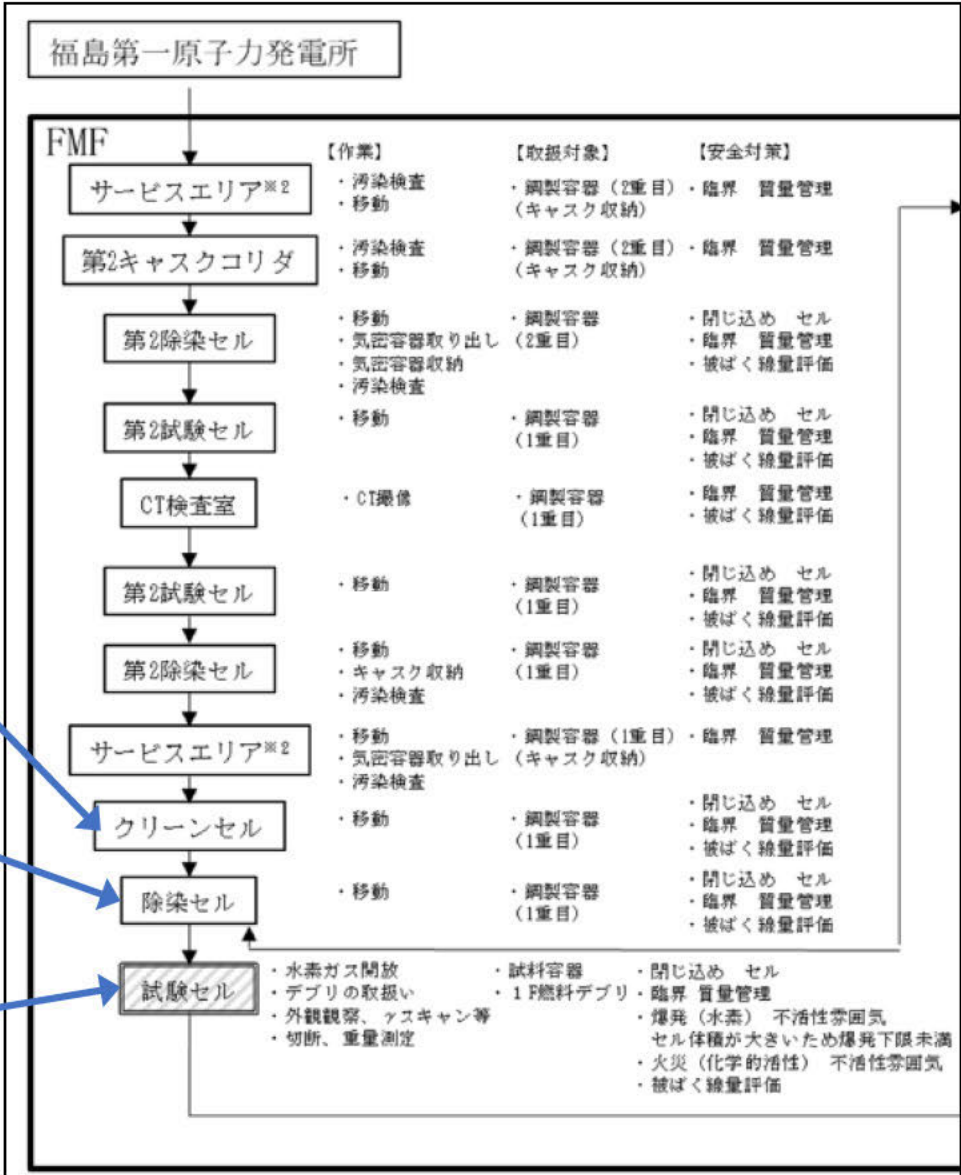 福島第一原子力発電所
FMF
【作業】 【取扱対象】 【安全対策】
サービスエリア※2
・汚染検査
・移動
・鋼製容器（2重目）
（キャスク収納）
・臨界 質量管理
第2キャスクコリダ
・汚染検査
・移動
・鋼製容器（2重目）
（キャスク収納）
・臨界 質量管理
第2除染セル
・移動
・気密容器取り出し
・気密容器収納
・汚染検査
・鋼製容器
（2重目）
・閉じ込め セル
・臨界 質量管理
・被ばく線量評価
第2試験セル
・移動
・鋼製容器
（1重目）
・閉じ込め セル
・臨界 質量管理
・被ばく線量評価
CT検査室
・CT撮像
・鋼製容器
（1重目）
・臨界 質量管理
・被ばく線量評価
第2試験セル
・移動
・鋼製容器
（1重目）
・閉じ込め セル
・臨界 質量管理
・被ばく線量評価
第2除染セル
・移動
・キャスク収納
・汚染検査
・鋼製容器
（1重目）
・閉じ込め セル
・臨界 質量管理
・被ばく線量評価
サービスエリア※2
・移動
・気密容器取り出し
・汚染検査
・鋼製容器（1重目）
（キャスク収納）
・臨界 質量管理
クリーンセル
・移動
・鋼製容器
（1重目）
・閉じ込め セル
・臨界 質量管理
・被ばく線量評価
除染セル
・移動
・鋼製容器
（1重目）
・閉じ込め セル
・臨界 質量管理
・被ばく線量評価
試験セル
・水素ガス開放
・デブリの取扱い
・外観観察、γスキャン等
・切断、重量測定
・試料容器
・1F燃料デブリ
・閉じ込め セル
・臨界 質量管理
・爆発（水素） 不活性雰囲気
セル体積が大きいため爆発下限未満
・火災（化学的活性） 不活性雰囲気
・被ばく線量評価